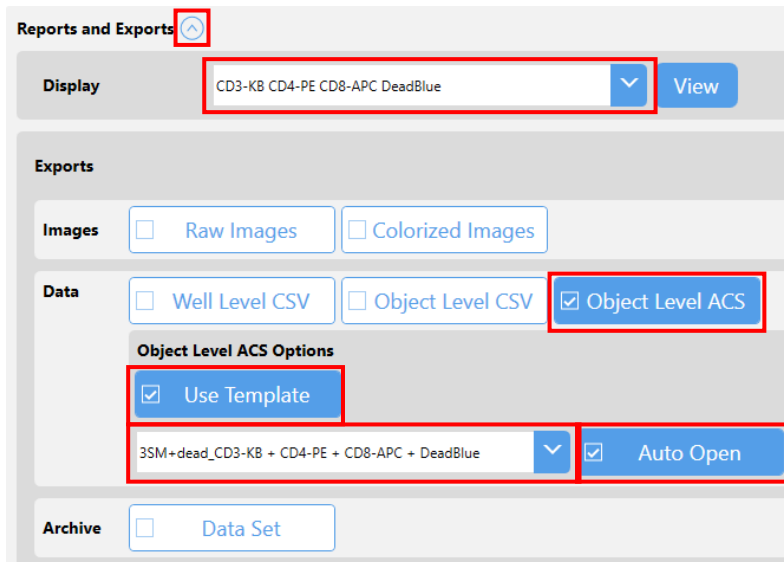 Reports and Exports
Display CD3-KB CD4-PE CD8-APC DeadBlue View
Exports
Images Raw Images Colorized Images
Data Well Level CSV Object Level CSV Object Level ACS
Object Level ACS Options
Use Template
3SM+dead_CD3-KB + CD4-PE + CD8-APC + DeadBlue Auto Open
Archive Data Set